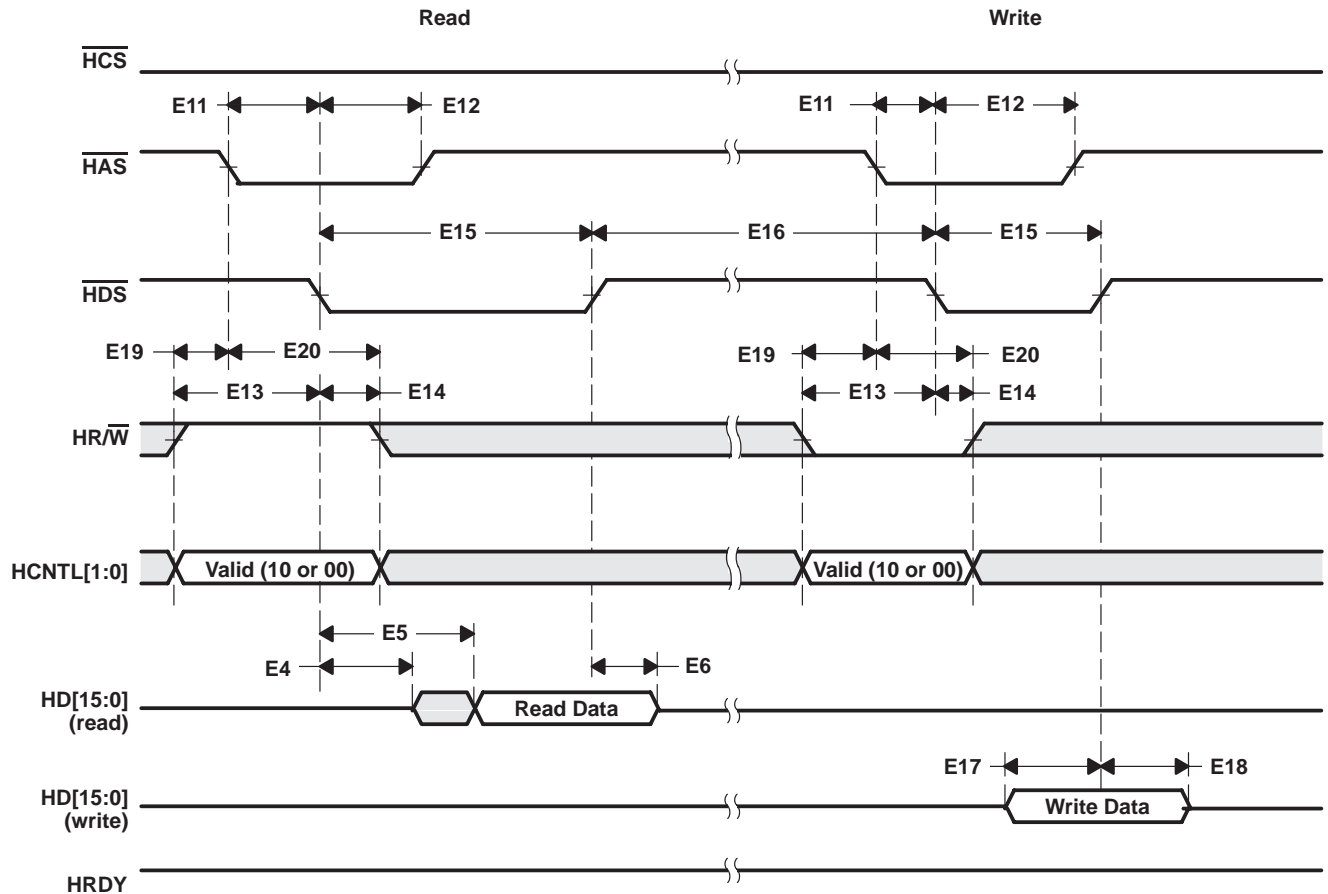 Read Write
HCS
E11 E12 E11 E12
HAS
E15 E16 E15
HDS
E19 E20 E19 E20
E13 E14 E13 E14
HR/W
HCNTL[1:0] Valid (10 or 00) Valid (10 or 00)
E5
E4 E6
HD[15:0]
(read)
Read Data
E17 E18
HD[15:0]
(write)
Write Data
HRDY